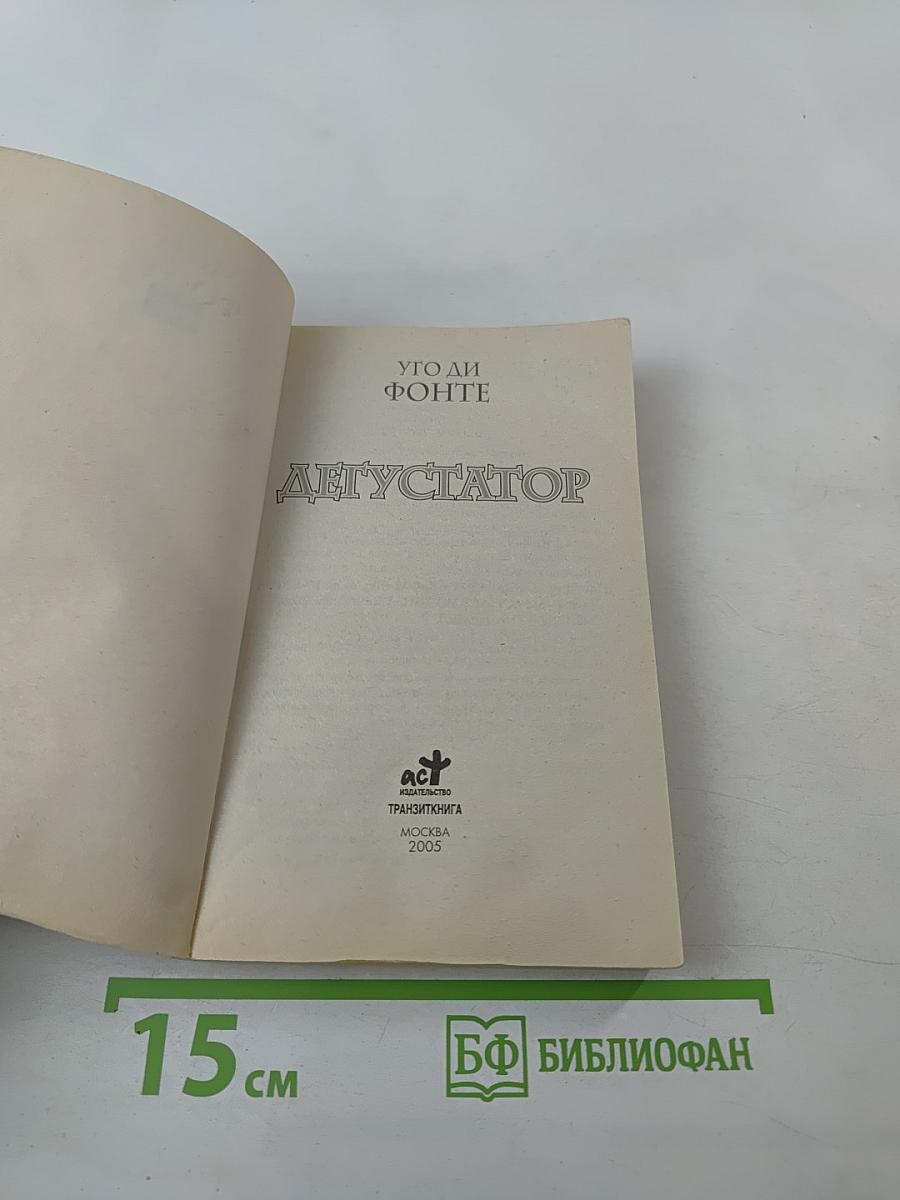 УГО ДИ
ФОНТЕ
ДЕГУСТАТОР
аст
ИЗДАТЕЛЬСТВО
ТРАНЗИТКНИГА
МОСКВА
2005
15 см
БФ БИБЛИОФАН